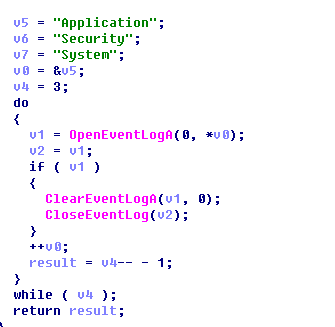 v5 = "Application";
v6 = "Security";
v7 = "System";
v0 = &v5;
v4 = 3;
do
{
v1 = OpenEventLogA(0, *v0);
v2 = v1;
if ( v1 )
{
ClearEventLogA(v1, 0);
CloseEventLog(v2);
}
++v0;
result = v4-- - 1;
}
while ( v4 );
return result;